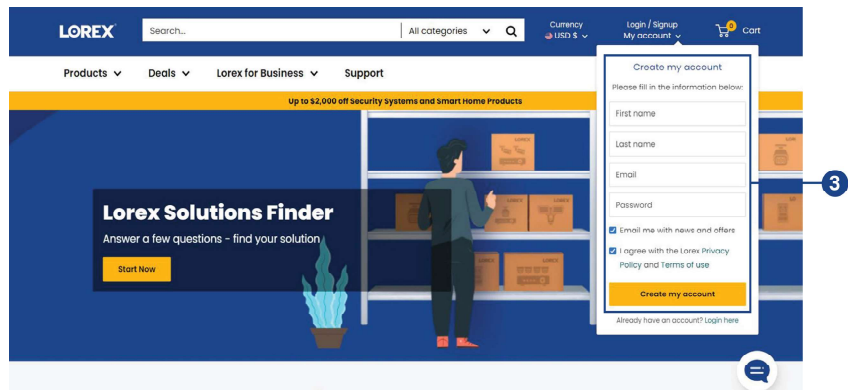 LOREX
Search...
All categories
Currency
USD $
Login / Signup
My account
0
Cart
Products
Deals
Lorex for Business
Support
Up to $2,000 off Security Systems and Smart Home Products
Create my account
Please fill in the information below:
First name
Last name
Email
Password
Email me with news and offers
I agree with the Lorex Privacy
Policy and Terms of use
Create my account
Already have an account? Login here
3
Lorex Solutions Finder
Answer a few questions - find your solution
Start Now
LOREX
LOREX
LOREX